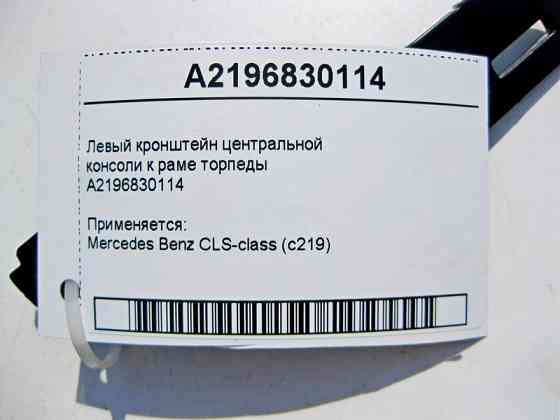 A2196830114
Левый кронштейн центральной
консоли к раме торпеды
A2196830114
Применяется:
Mercedes Benz CLS-class (c219)